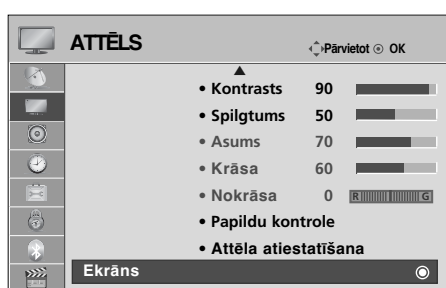 ATTĒLS Pārvietot OK
• Kontrasts 90
• Spilgtums 50
• Asums 70
• Krāsa 60
• Nokrāsa 0 R G
• Papildu kontrole
• Attēla atiestatīšana
Ekrāns